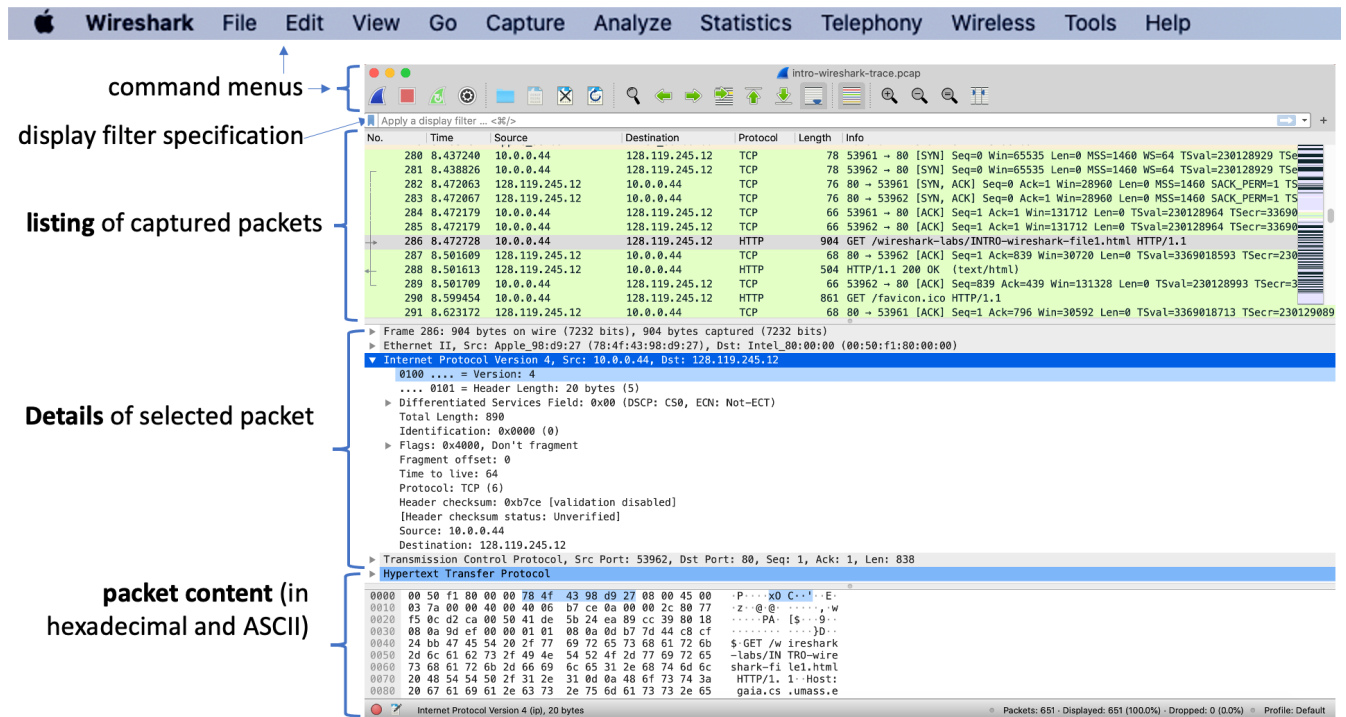 Wireshark File Edit View Go Capture Analyze Statistics Telephony Wireless Tools Help
command menus
intro-wireshark-trace.pcap
display filter specification
Apply a display filter ... <⌘/>
+
No. Time Source Destination Protocol Length Info
listing of captured packets
280 8.437240 10.0.0.44 128.119.245.12 TCP 78 53961 → 80 [SYN] Seq=0 Win=65535 Len=0 MSS=1460 WS=64 TSval=230128929 TSe
281 8.438826 10.0.0.44 128.119.245.12 TCP 78 53962 → 80 [SYN] Seq=0 Win=65535 Len=0 MSS=1460 WS=64 TSval=230128929 TSe
282 8.472063 128.119.245.12 10.0.0.44 TCP 76 80 → 53961 [SYN, ACK] Seq=0 Ack=1 Win=28960 Len=0 MSS=1460 SACK_PERM=1 TS
283 8.472067 128.119.245.12 10.0.0.44 TCP 76 80 → 53962 [SYN, ACK] Seq=0 Ack=1 Win=28960 Len=0 MSS=1460 SACK_PERM=1 TS
284 8.472179 10.0.0.44 128.119.245.12 TCP 66 53961 → 80 [ACK] Seq=1 Ack=1 Win=131712 Len=0 TSval=230128964 TSecr=33690
285 8.472179 10.0.0.44 128.119.245.12 TCP 66 53962 → 80 [ACK] Seq=1 Ack=1 Win=131712 Len=0 TSval=230128964 TSecr=33690
286 8.472728 10.0.0.44 128.119.245.12 HTTP 904 GET /wireshark-labs/INTRO-wireshark-file1.html HTTP/1.1
287 8.501609 128.119.245.12 10.0.0.44 TCP 68 80 → 53962 [ACK] Seq=1 Ack=839 Win=30720 Len=0 TSval=3369018593 TSecr=230
288 8.501613 128.119.245.12 10.0.0.44 HTTP 504 HTTP/1.1 200 OK (text/html)
289 8.501709 10.0.0.44 128.119.245.12 TCP 66 53962 → 80 [ACK] Seq=839 Ack=439 Win=131328 Len=0 TSval=230128993 TSecr=3
290 8.599454 10.0.0.44 128.119.245.12 HTTP 861 GET /favicon.ico HTTP/1.1
291 8.623172 128.119.245.12 10.0.0.44 TCP 68 80 → 53961 [ACK] Seq=1 Ack=796 Win=30592 Len=0 TSval=3369018713 TSecr=230129089
Details of selected packet
Frame 286: 904 bytes on wire (7232 bits), 904 bytes captured (7232 bits)
Ethernet II, Src: Apple_98:d9:27 (78:4f:43:98:d9:27), Dst: Intel_80:00:00 (00:50:f1:80:00:00)
Internet Protocol Version 4, Src: 10.0.0.44, Dst: 128.119.245.12
0100 .... = Version: 4
.... 0101 = Header Length: 20 bytes (5)
Differentiated Services Field: 0x00 (DSCP: CS0, ECN: Not-ECT)
Total Length: 890
Identification: 0x0000 (0)
Flags: 0x4000, Don't fragment
Fragment offset: 0
Time to live: 64
Protocol: TCP (6)
Header checksum: 0xb7ce [validation disabled]
[Header checksum status: Unverified]
Source: 10.0.0.44
Destination: 128.119.245.12
Transmission Control Protocol, Src Port: 53962, Dst Port: 80, Seq: 1, Ack: 1, Len: 838
Hypertext Transfer Protocol
packet content (in
hexadecimal and ASCII)
0000 00 50 f1 80 00 00 78 4f 43 98 d9 27 08 00 45 00 ·P····xO C··'··E·
0010 03 7a 00 00 40 00 40 06 b7 ce 0a 00 00 2c 80 77 ·z··@·@· ·····,·w
0020 f5 0c d2 ca 00 50 41 de 5b 24 ea 89 cc 39 80 18 ·····PA· [$···9··
0030 08 0a 9d ef 00 00 01 01 08 0a 0d b7 7d 44 c8 cf ········ ····}D··
0040 24 bb 47 45 54 20 2f 77 69 72 65 73 68 61 72 6b $·GET /w ireshark
0050 2d 6c 61 62 73 2f 49 4e 54 52 4f 2d 77 69 72 65 -labs/IN TRO-wire
0060 73 68 61 72 6b 2d 66 69 6c 65 31 2e 68 74 6d 6c shark-fi le1.html
0070 20 48 54 54 50 2f 31 2e 31 0d 0a 48 6f 73 74 3a HTTP/1. 1··Host:
0080 20 67 61 69 61 2e 63 73 2e 75 6d 61 73 73 2e 65 gaia.cs .umass.e
Internet Protocol Version 4 (ip), 20 bytes
Packets: 651 · Displayed: 651 (100.0%) · Dropped: 0 (0.0%)
Profile: Default